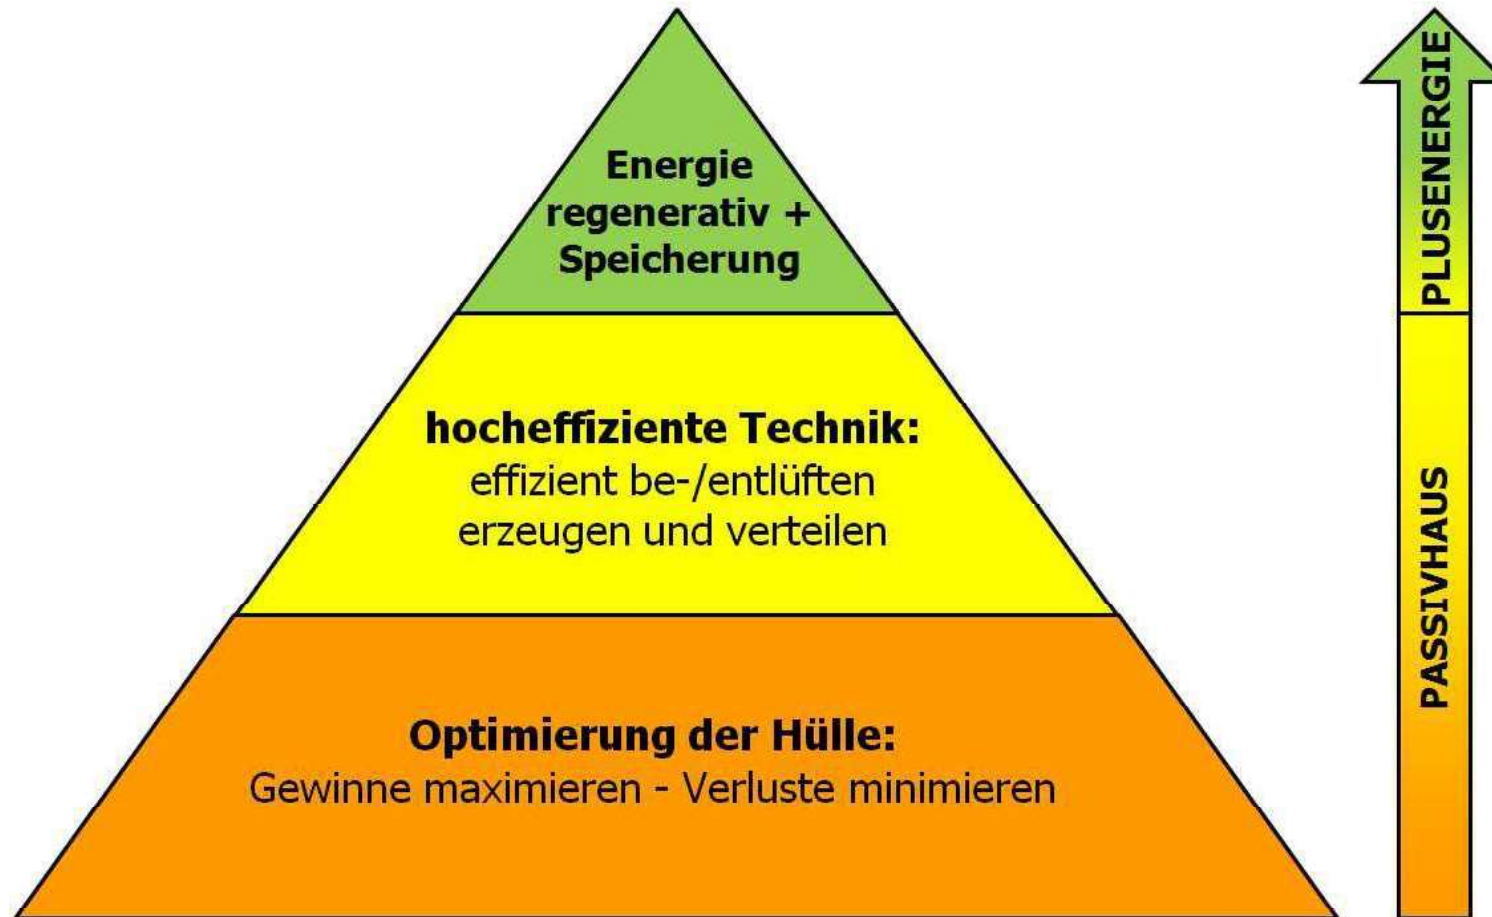 Energie
regenerativ +
Speicherung
hocheffiziente Technik:
effizient be-/entlüften
erzeugen und verteilen
Optimierung der Hülle:
Gewinne maximieren - Verluste minimieren
PLUSENERGIE
PASSIVHAUS